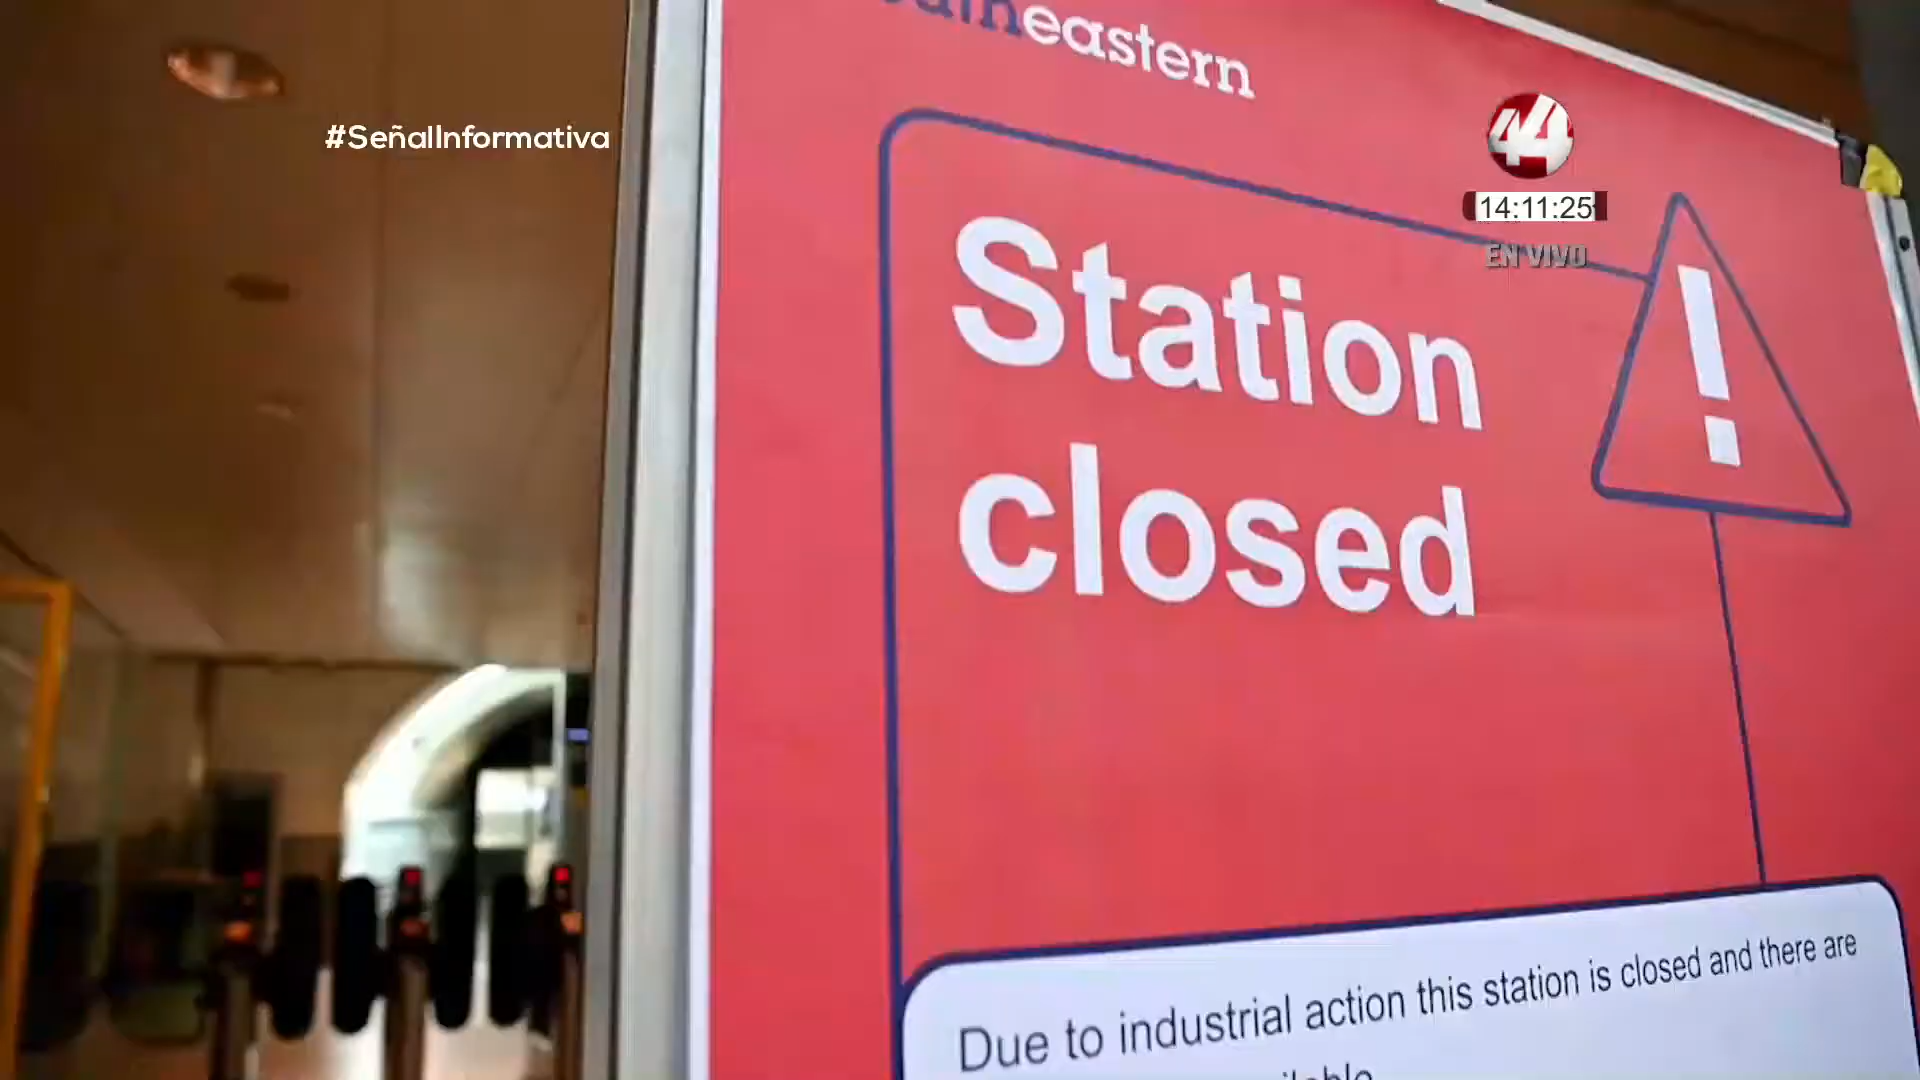 eastern
#SeñalInformativa
44
14:11:25
EN VIVO
Station
closed
!
Due to industrial action this station is closed and there are